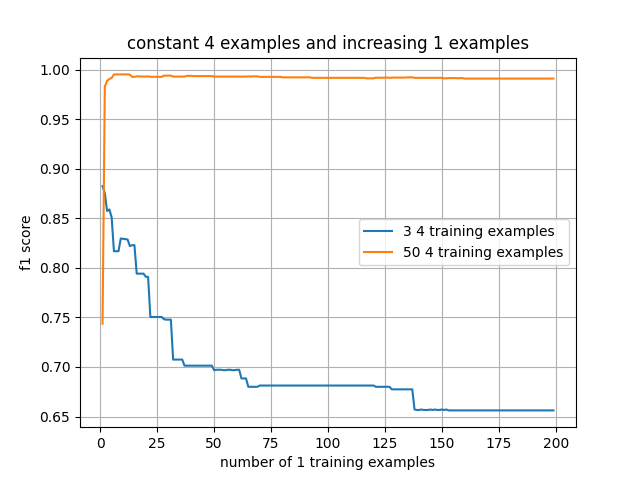 constant 4 examples and increasing 1 examples
1.00
0.95
0.90
0.85
0.80
0.75
0.70
0.65
f1 score
3 4 training examples
50 4 training examples
0 25 50 75 100 125 150 175 200
number of 1 training examples